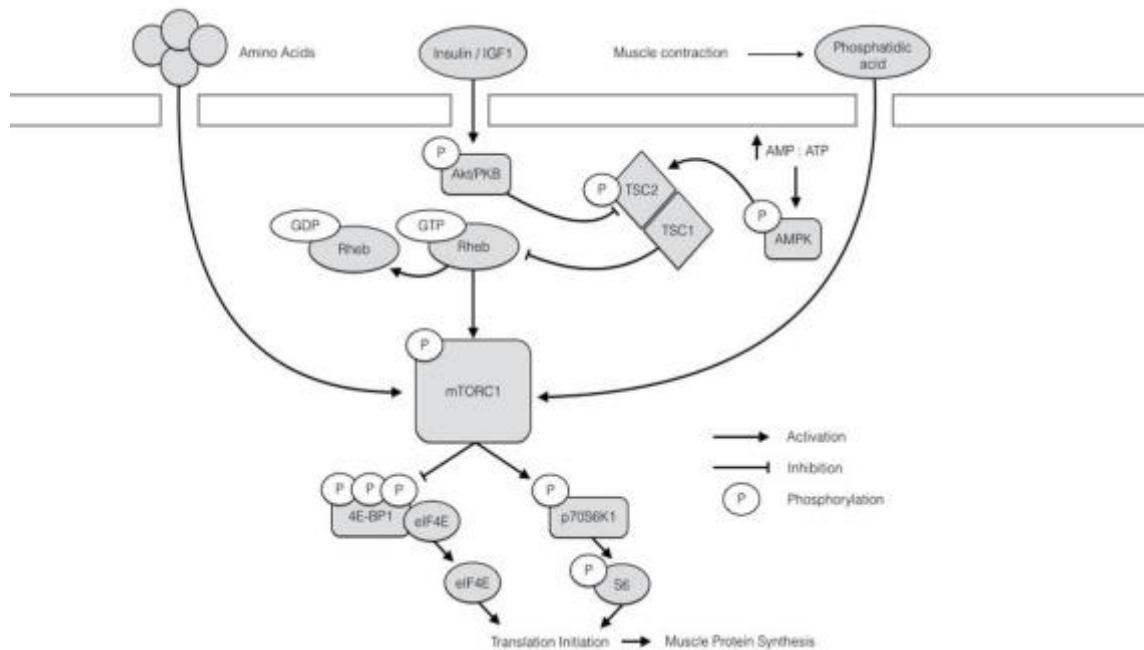 Amino Acids
Insulin / IGF1
Muscle contraction
Phosphatidic
acid
AMP : ATP
P
Akt/PKB
P
TSC2
TSC1
P
AMPK
GDP
Rheb
GTP
Rheb
P
mTORC1
Activation
Inhibition
P
Phosphorylation
P
P
P
4E-BP1
eIF4E
P
p70S6K1
eIF4E
P
S6
Translation Initiation
Muscle Protein Synthesis